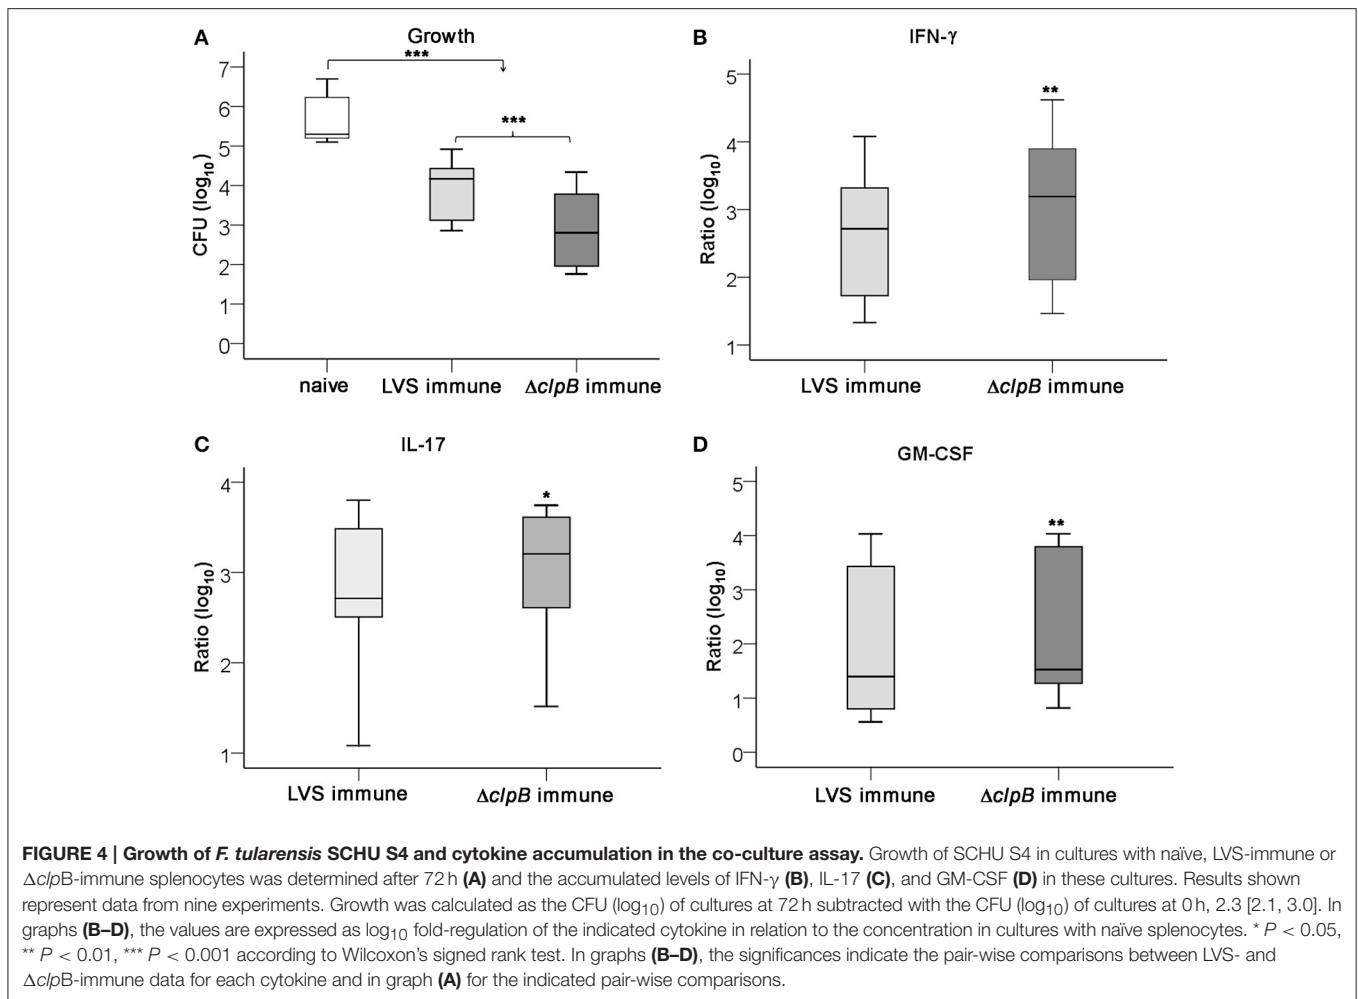 A
Growth
***
***
7
6
5
4
3
2
1
0
CFU (log10)
naive
LVS immune
ΔclpB immune
B
IFN-γ
**
5
4
3
2
1
Ratio (log10)
LVS immune
ΔclpB immune
C
IL-17
*
4
3
2
1
Ratio (log10)
LVS immune
ΔclpB immune
D
GM-CSF
**
5
4
3
2
1
0
Ratio (log10)
LVS immune
ΔclpB immune
FIGURE 4 | Growth of F. tularensis SCHU S4 and cytokine accumulation in the co-culture assay. Growth of SCHU S4 in cultures with naïve, LVS-immune or
ΔclpB-immune splenocytes was determined after 72 h (A) and the accumulated levels of IFN-γ (B), IL-17 (C), and GM-CSF (D) in these cultures. Results shown
represent data from nine experiments. Growth was calculated as the CFU (log10) of cultures at 72 h subtracted with the CFU (log10) of cultures at 0 h, 2.3 [2.1, 3.0]. In
graphs (B–D), the values are expressed as log10 fold-regulation of the indicated cytokine in relation to the concentration in cultures with naïve splenocytes. * P < 0.05,
** P < 0.01, *** P < 0.001 according to Wilcoxon's signed rank test. In graphs (B–D), the significances indicate the pair-wise comparisons between LVS- and
ΔclpB-immune data for each cytokine and in graph (A) for the indicated pair-wise comparisons.